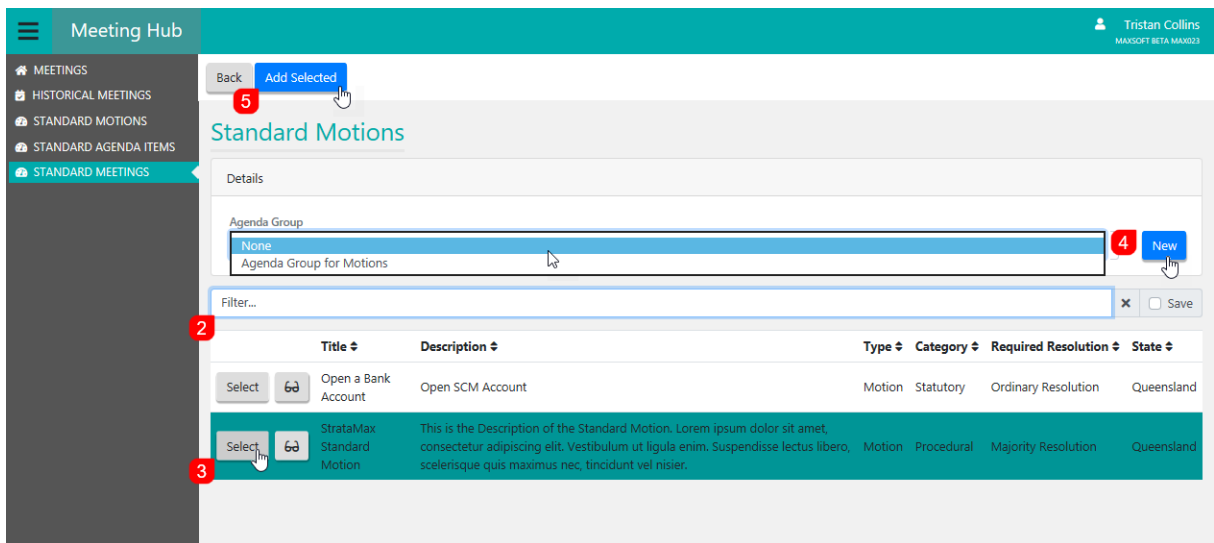 Meeting Hub
Tristan Collins
MAXSOFT BETA MAX023
MEETINGS
HISTORICAL MEETINGS
STANDARD MOTIONS
STANDARD AGENDA ITEMS
STANDARD MEETINGS
Back Add Selected
5
Standard Motions
Details
Agenda Group
None
Agenda Group for Motions
4 New
Filter...
Save
2
Title Description Type Category Required Resolution State
Select Open a Bank Account Open SCM Account Motion Statutory Ordinary Resolution Queensland
StrataMax This is the Description of the Standard Motion. Lorem ipsum dolor sit amet,
Select Standard consectetur adipiscing elit. Vestibulum ut ligula enim. Suspendisse lectus libero, Motion Procedural Majority Resolution Queensland
Motion scelerisque quis maximus nec, tincidunt vel nisier.
3